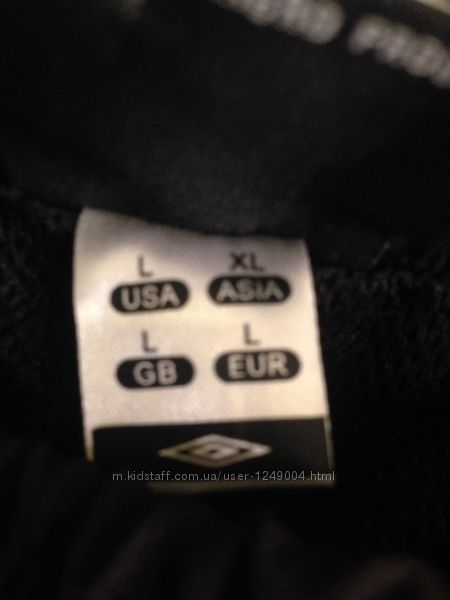 L XL
USA ASIA
L L
GB EUR
m.kidstaff.com.ua/user-1249004.html